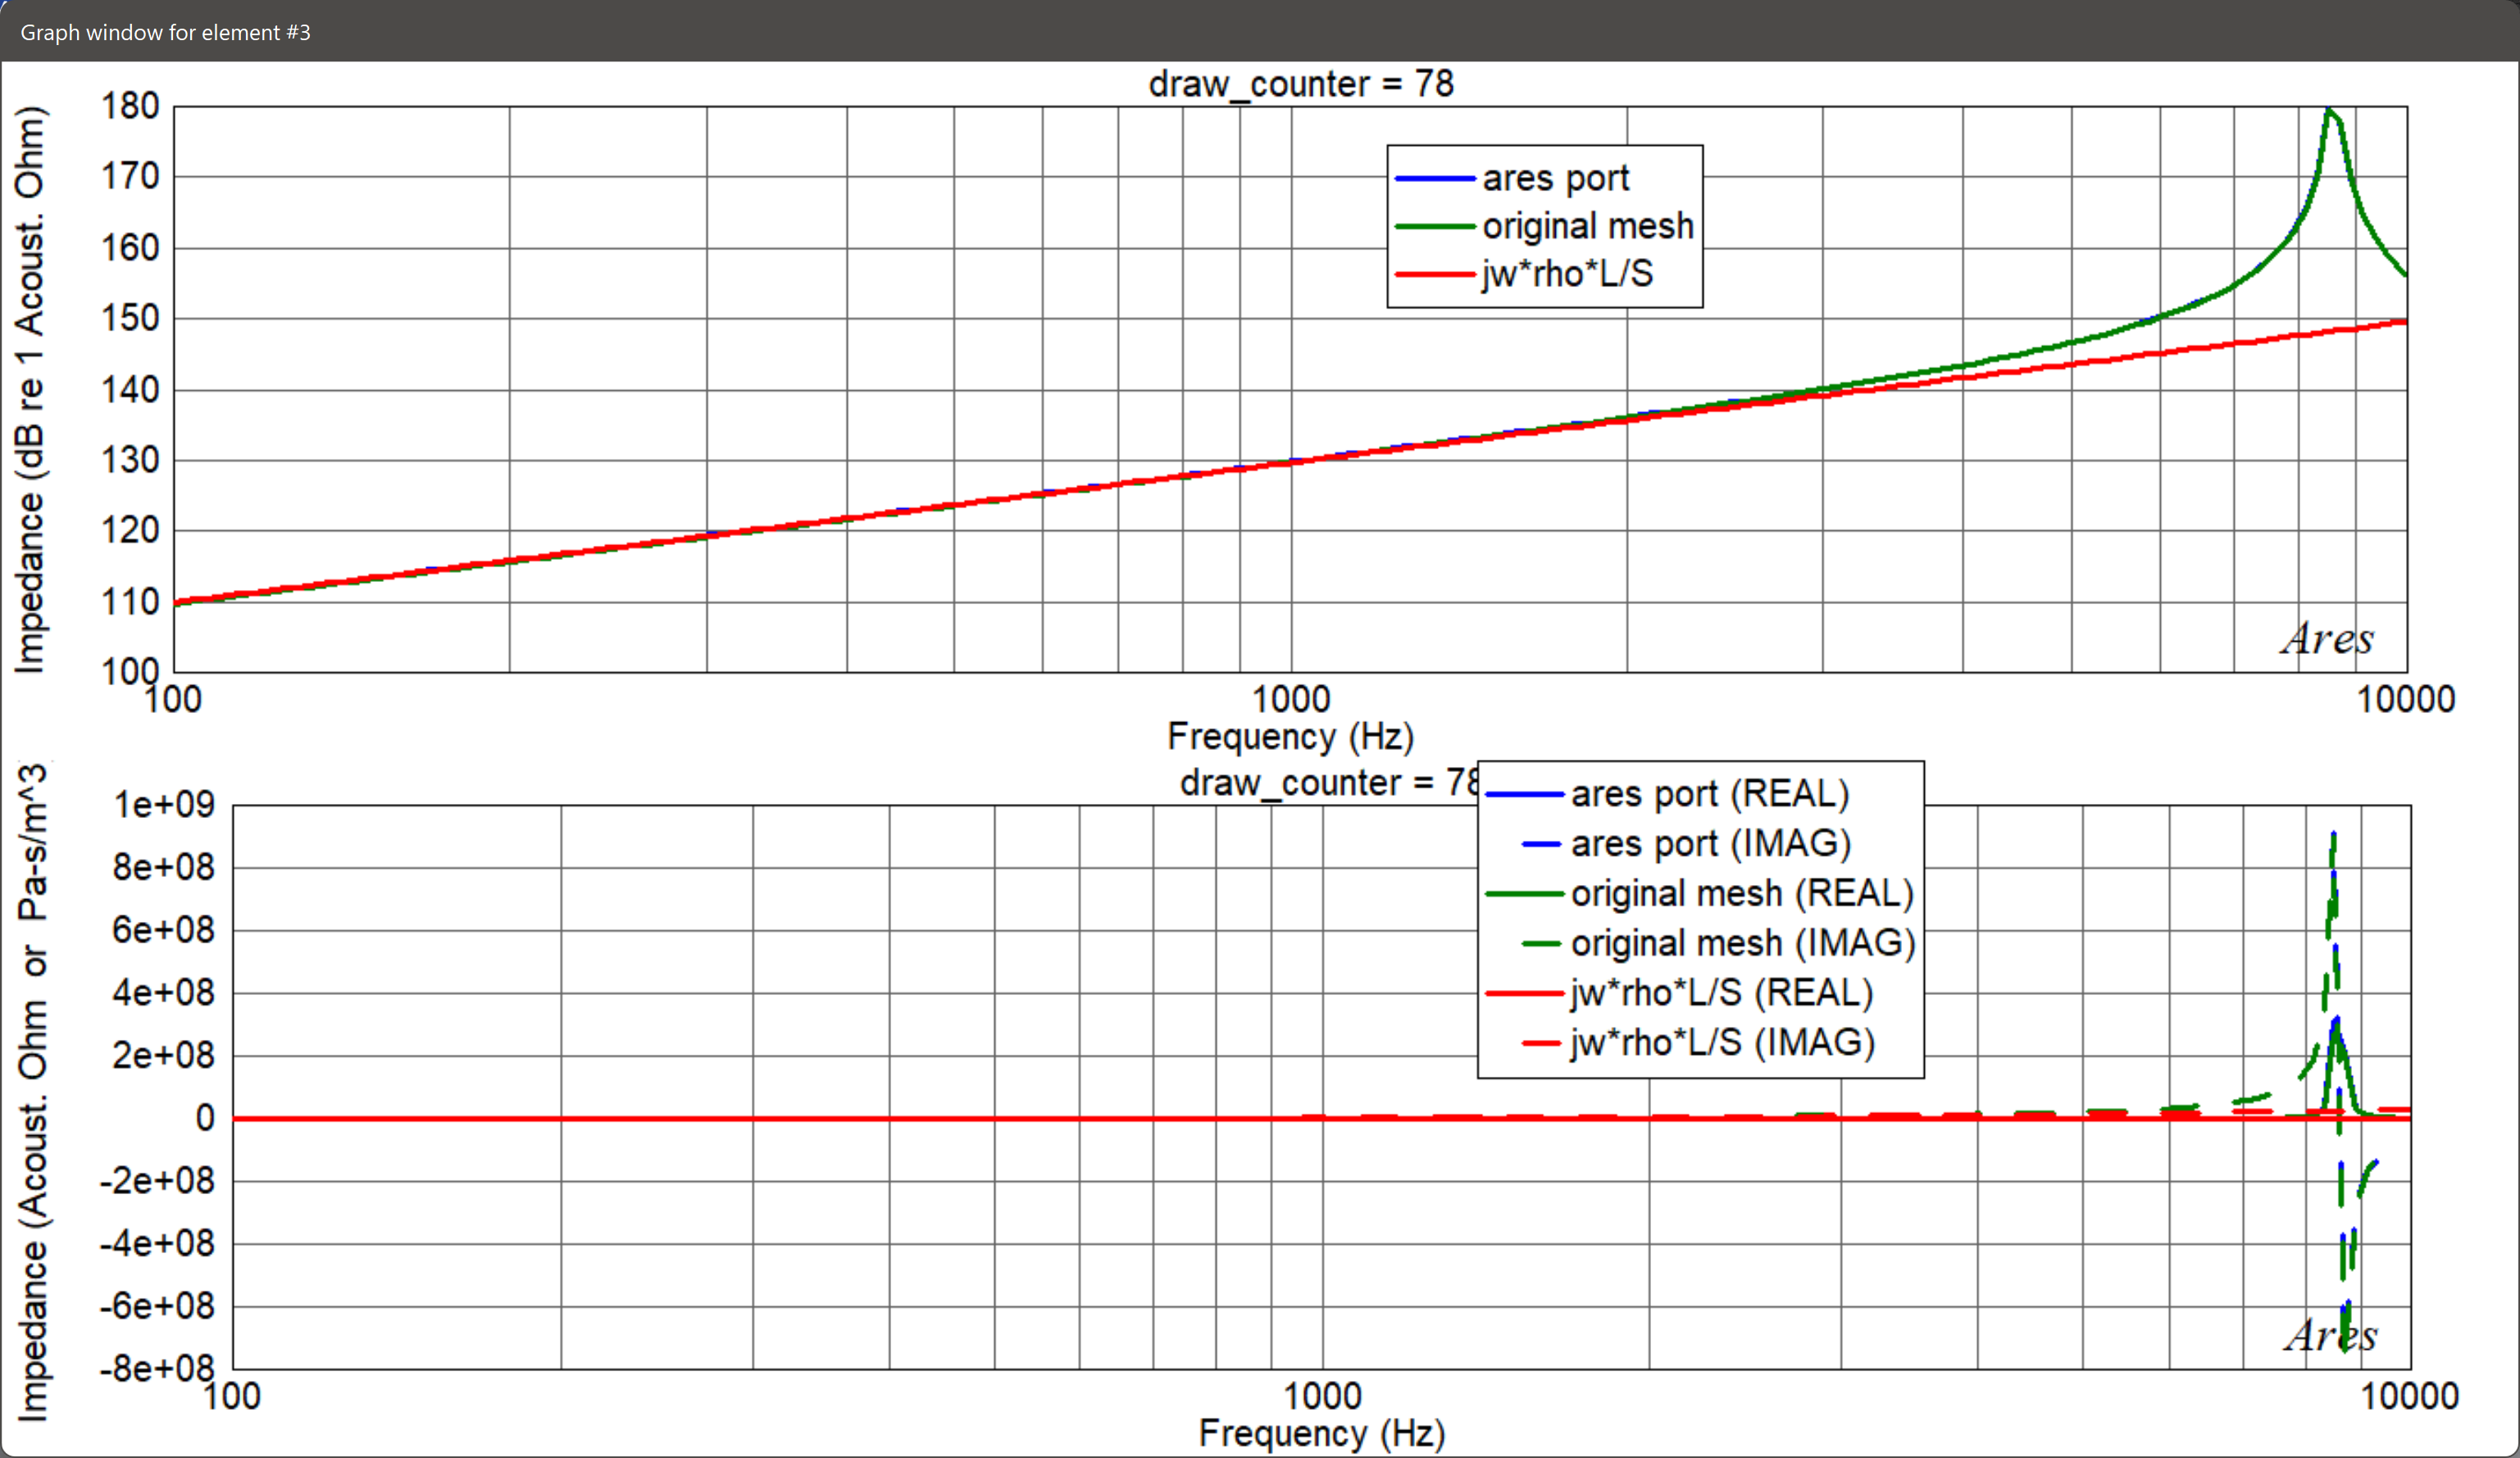 Graph window for element #3
draw_counter = 78
Impedance (dB re 1 Acoust. Ohm)
180
170
160
150
140
130
120
110
100
ares port
original mesh
jw*rho*L/S
Ares
100
1000
10000
Frequency (Hz)
draw_counter = 78
Impedance (Acoust. Ohm or Pa-s/m^3
1e+09
8e+08
6e+08
4e+08
2e+08
0
-2e+08
-4e+08
-6e+08
-8e+08
ares port (REAL)
ares port (IMAG)
original mesh (REAL)
original mesh (IMAG)
jw*rho*L/S (REAL)
jw*rho*L/S (IMAG)
Ares
100
1000
10000
Frequency (Hz)